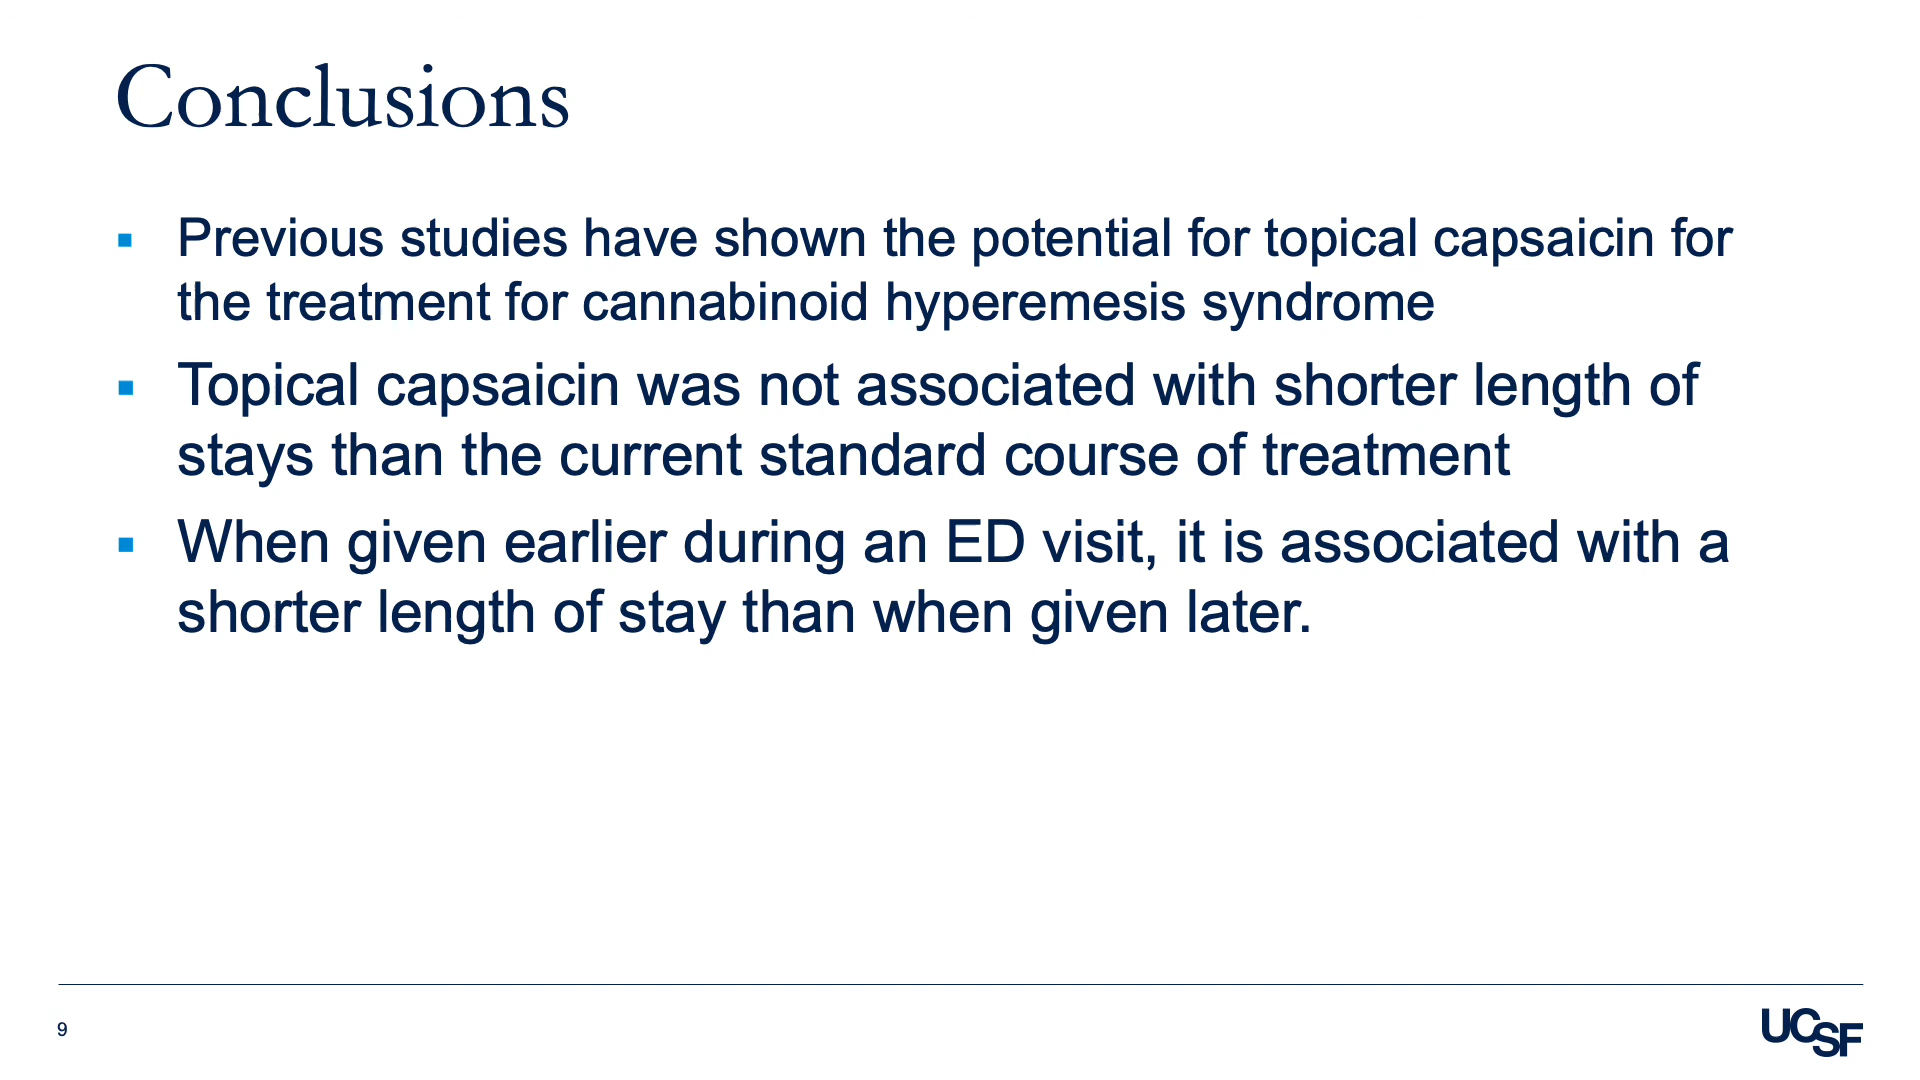 Conclusions
▪ Previous studies have shown the potential for topical capsaicin for
the treatment for cannabinoid hyperemesis syndrome
▪ Topical capsaicin was not associated with shorter length of
stays than the current standard course of treatment
▪ When given earlier during an ED visit, it is associated with a
shorter length of stay than when given later.
9
UCSF